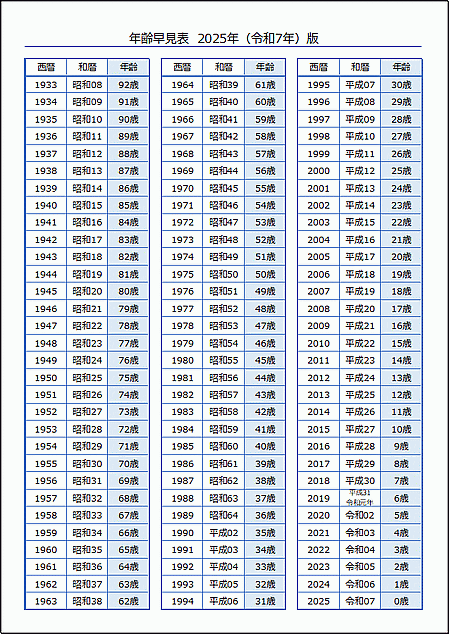 年齢早見表 2025年（令和7年）版
西暦 和暦 年齢 西暦 和暦 年齢 西暦 和暦 年齢
1933 昭和08 92歳 1964 昭和39 61歳 1995 平成07 30歳
1934 昭和09 91歳 1965 昭和40 60歳 1996 平成08 29歳
1935 昭和10 90歳 1966 昭和41 59歳 1997 平成09 28歳
1936 昭和11 89歳 1967 昭和42 58歳 1998 平成10 27歳
1937 昭和12 88歳 1968 昭和43 57歳 1999 平成11 26歳
1938 昭和13 87歳 1969 昭和44 56歳 2000 平成12 25歳
1939 昭和14 86歳 1970 昭和45 55歳 2001 平成13 24歳
1940 昭和15 85歳 1971 昭和46 54歳 2002 平成14 23歳
1941 昭和16 84歳 1972 昭和47 53歳 2003 平成15 22歳
1942 昭和17 83歳 1973 昭和48 52歳 2004 平成16 21歳
1943 昭和18 82歳 1974 昭和49 51歳 2005 平成17 20歳
1944 昭和19 81歳 1975 昭和50 50歳 2006 平成18 19歳
1945 昭和20 80歳 1976 昭和51 49歳 2007 平成19 18歳
1946 昭和21 79歳 1977 昭和52 48歳 2008 平成20 17歳
1947 昭和22 78歳 1978 昭和53 47歳 2009 平成21 16歳
1948 昭和23 77歳 1979 昭和54 46歳 2010 平成22 15歳
1949 昭和24 76歳 1980 昭和55 45歳 2011 平成23 14歳
1950 昭和25 75歳 1981 昭和56 44歳 2012 平成24 13歳
1951 昭和26 74歳 1982 昭和57 43歳 2013 平成25 12歳
1952 昭和27 73歳 1983 昭和58 42歳 2014 平成26 11歳
1953 昭和28 72歳 1984 昭和59 41歳 2015 平成27 10歳
1954 昭和29 71歳 1985 昭和60 40歳 2016 平成28 9歳
1955 昭和30 70歳 1986 昭和61 39歳 2017 平成29 8歳
1956 昭和31 69歳 1987 昭和62 38歳 2018 平成30 7歳
1957 昭和32 68歳 1988 昭和63 37歳 2019 平成31 令和元年 6歳
1958 昭和33 67歳 1989 昭和64 36歳 2020 令和02 5歳
1959 昭和34 66歳 1990 平成02 35歳 2021 令和03 4歳
1960 昭和35 65歳 1991 平成03 34歳 2022 令和04 3歳
1961 昭和36 64歳 1992 平成04 33歳 2023 令和05 2歳
1962 昭和37 63歳 1993 平成05 32歳 2024 令和06 1歳
1963 昭和38 62歳 1994 平成06 31歳 2025 令和07 0歳